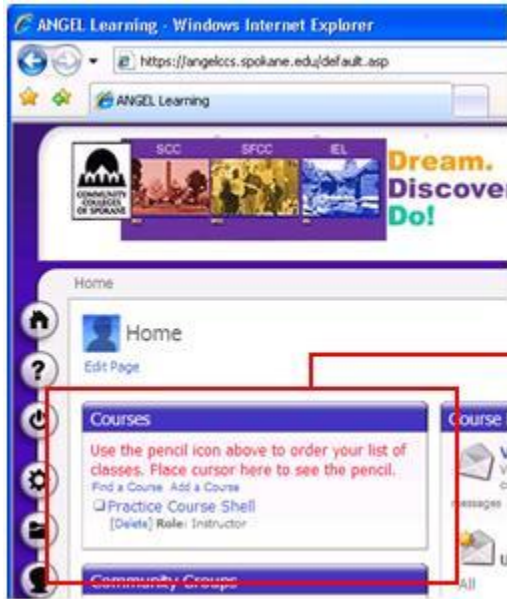 ANGEL Learning - Windows Internet Explorer
https://angelccs.spokane.edu/default.asp
ANGEL Learning
SCC SFCC IEL
COMMUNITY
COLLEGES
OF SPOKANE
Dream.
Discover
Do!
Home
Home
Edit Page
Courses
Course
Use the pencil icon above to order your list of
classes. Place cursor here to see the pencil.
Find a Course Add a Course
Practice Course Shell
[Delete] Role: Instructor
messages
Community Groups
All